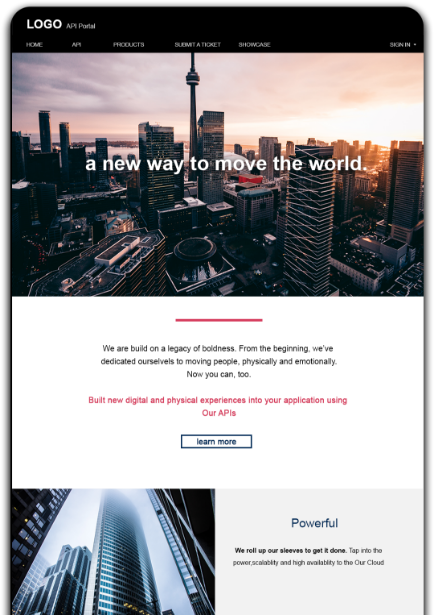 LOGO API Portal
HOME API PRODUCTS SUBMIT A TICKET SHOWCASE SIGN IN
a new way to move the world
We are build on a legacy of boldness. From the beginning, we've
dedicated ourselvels to moving people, physically and emotionally.
Now you can, too.
Built new digital and physical experiences into your application using
Our APIs
learn more
Powerful
We roll up our sleeves to get it done. Tap into the
power,scalablity and high availablity to the Our Cloud